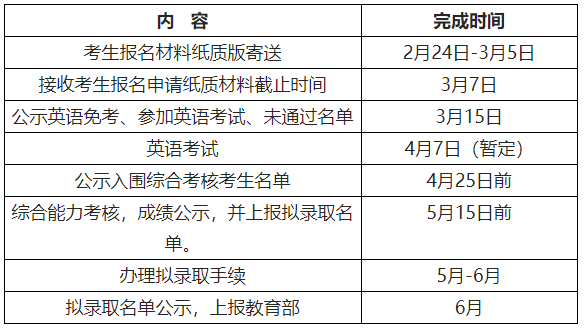 内　容 完成时间
考生报名材料纸质版寄送 2月24日-3月5日
接收考生报名申请纸质材料截止时间 3月7日
公示英语免考、参加英语考试、未通过名单 3月15日
英语考试 4月7日（暂定）
公示入围综合考核考生名单 4月25日前
综合能力考核，成绩公示，并上报拟录取名 5月15日前
单。
办理拟录取手续 5月-6月
拟录取名单公示，上报教育部 6月